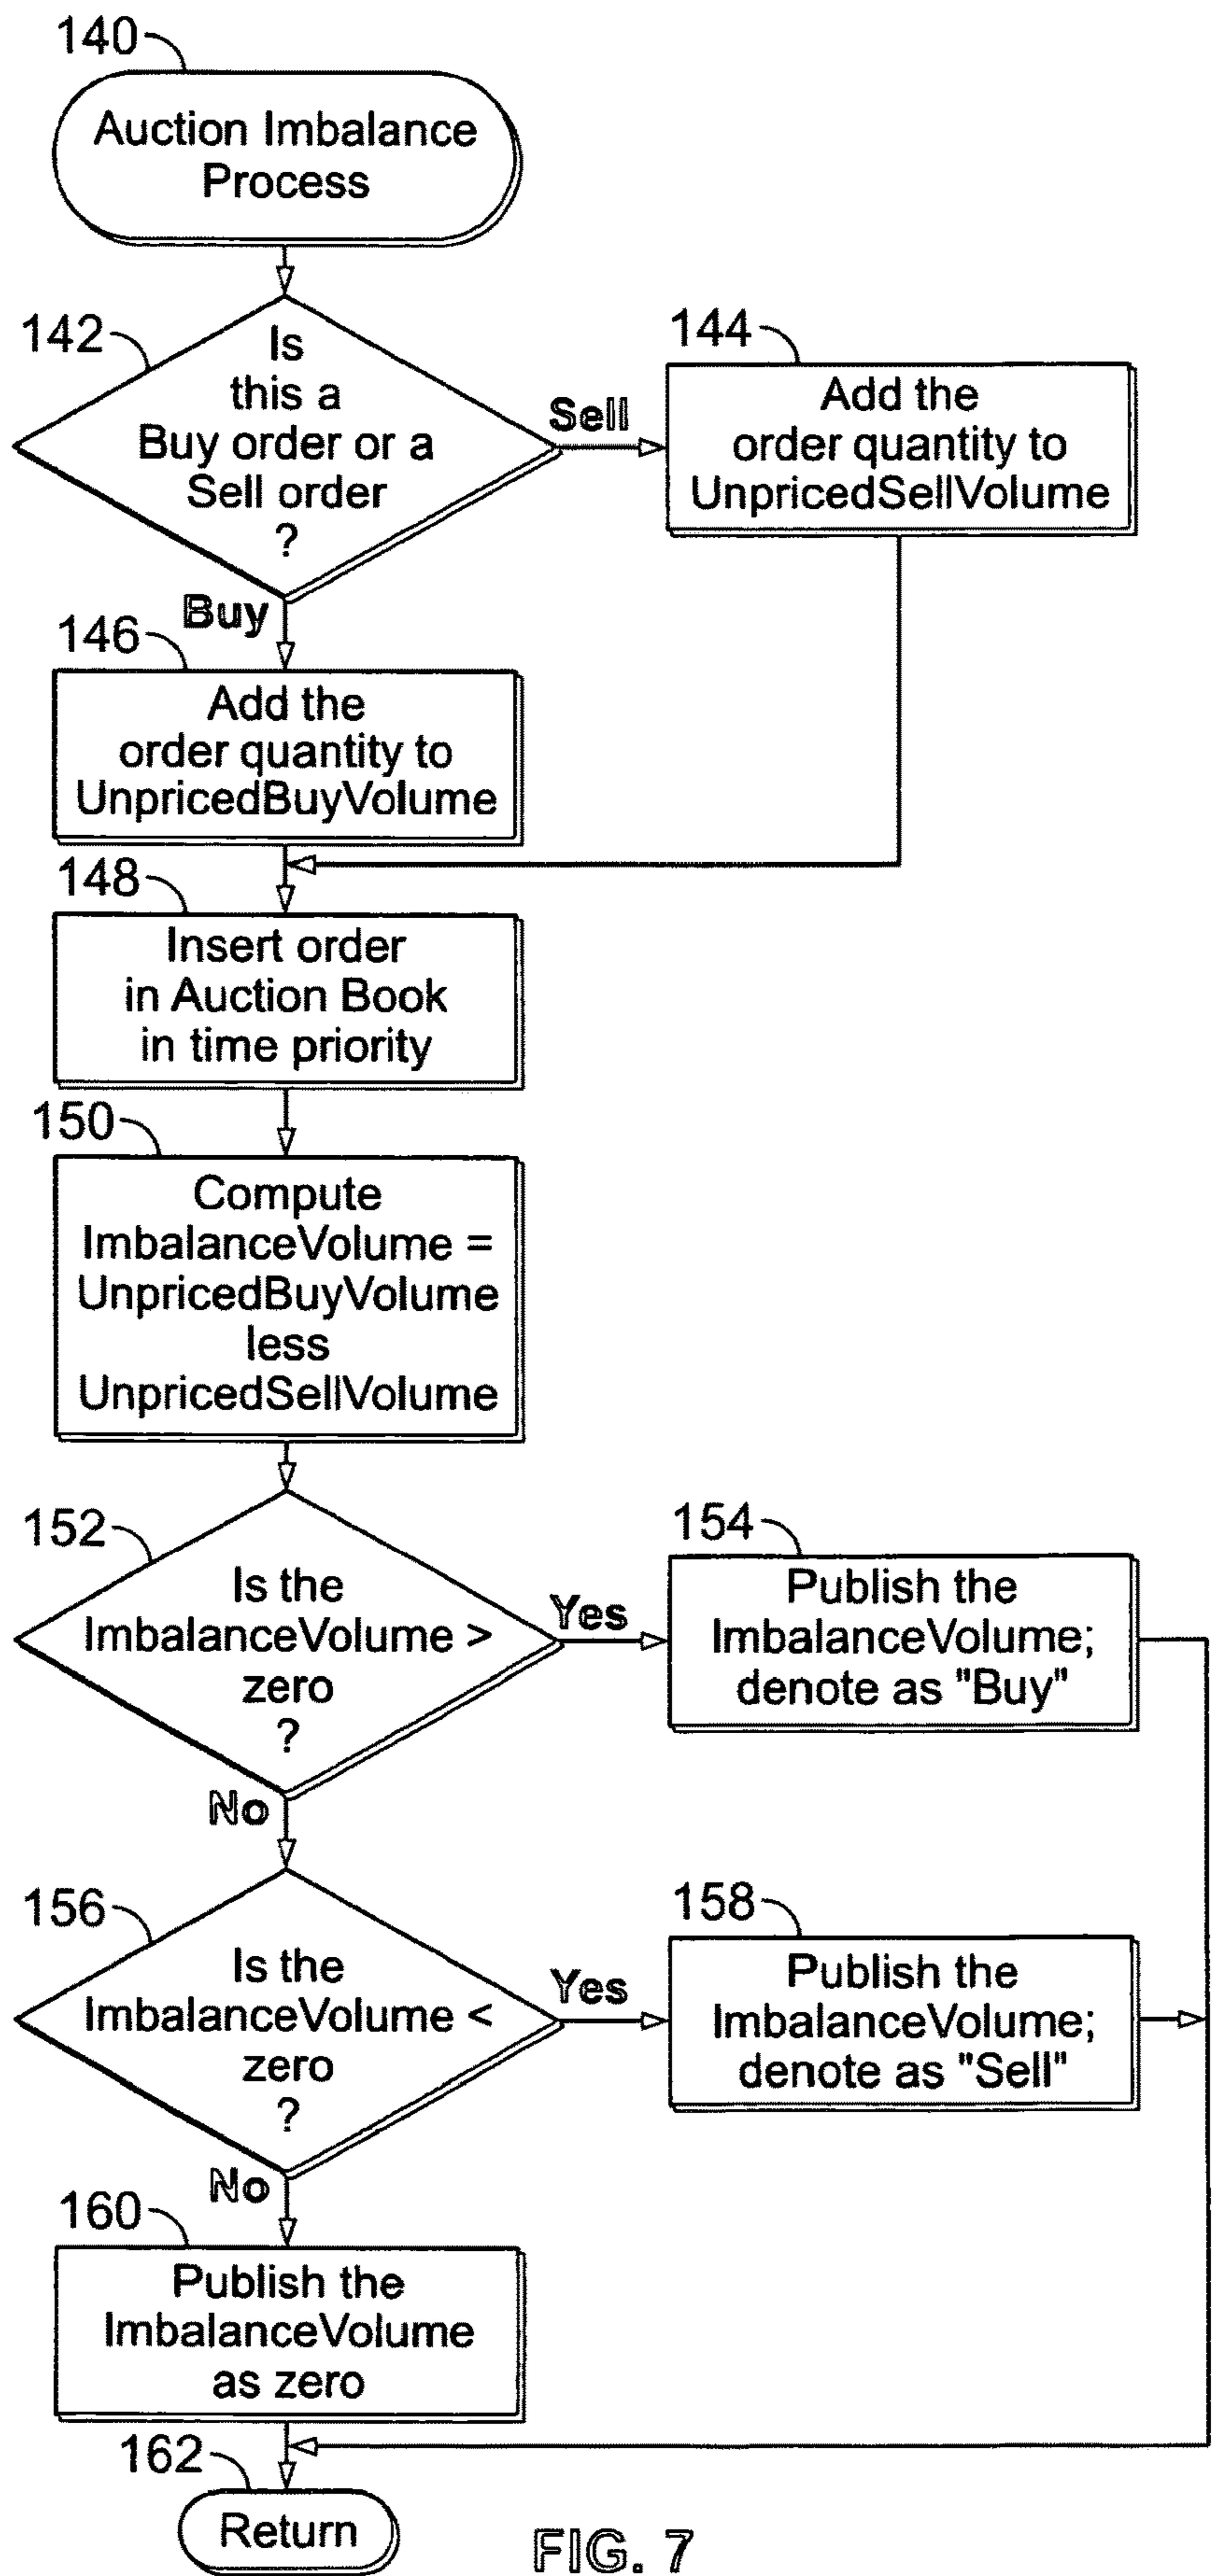 140
Auction Imbalance
Process
142
Is
this a
Buy order or a
Sell order
?
Sell
144
Add the
order quantity to
UnpricedSellVolume
Buy
146
Add the
order quantity to
UnpricedBuyVolume
148
Insert order
in Auction Book
in time priority
150
Compute
ImbalanceVolume =
UnpricedBuyVolume
less
UnpricedSellVolume
152
Is the
ImbalanceVolume >
zero
?
Yes
154
Publish the
ImbalanceVolume;
denote as "Buy"
No
156
Is the
ImbalanceVolume <
zero
?
Yes
158
Publish the
ImbalanceVolume;
denote as "Sell"
No
160
Publish the
ImbalanceVolume
as zero
162
Return
FIG. 7